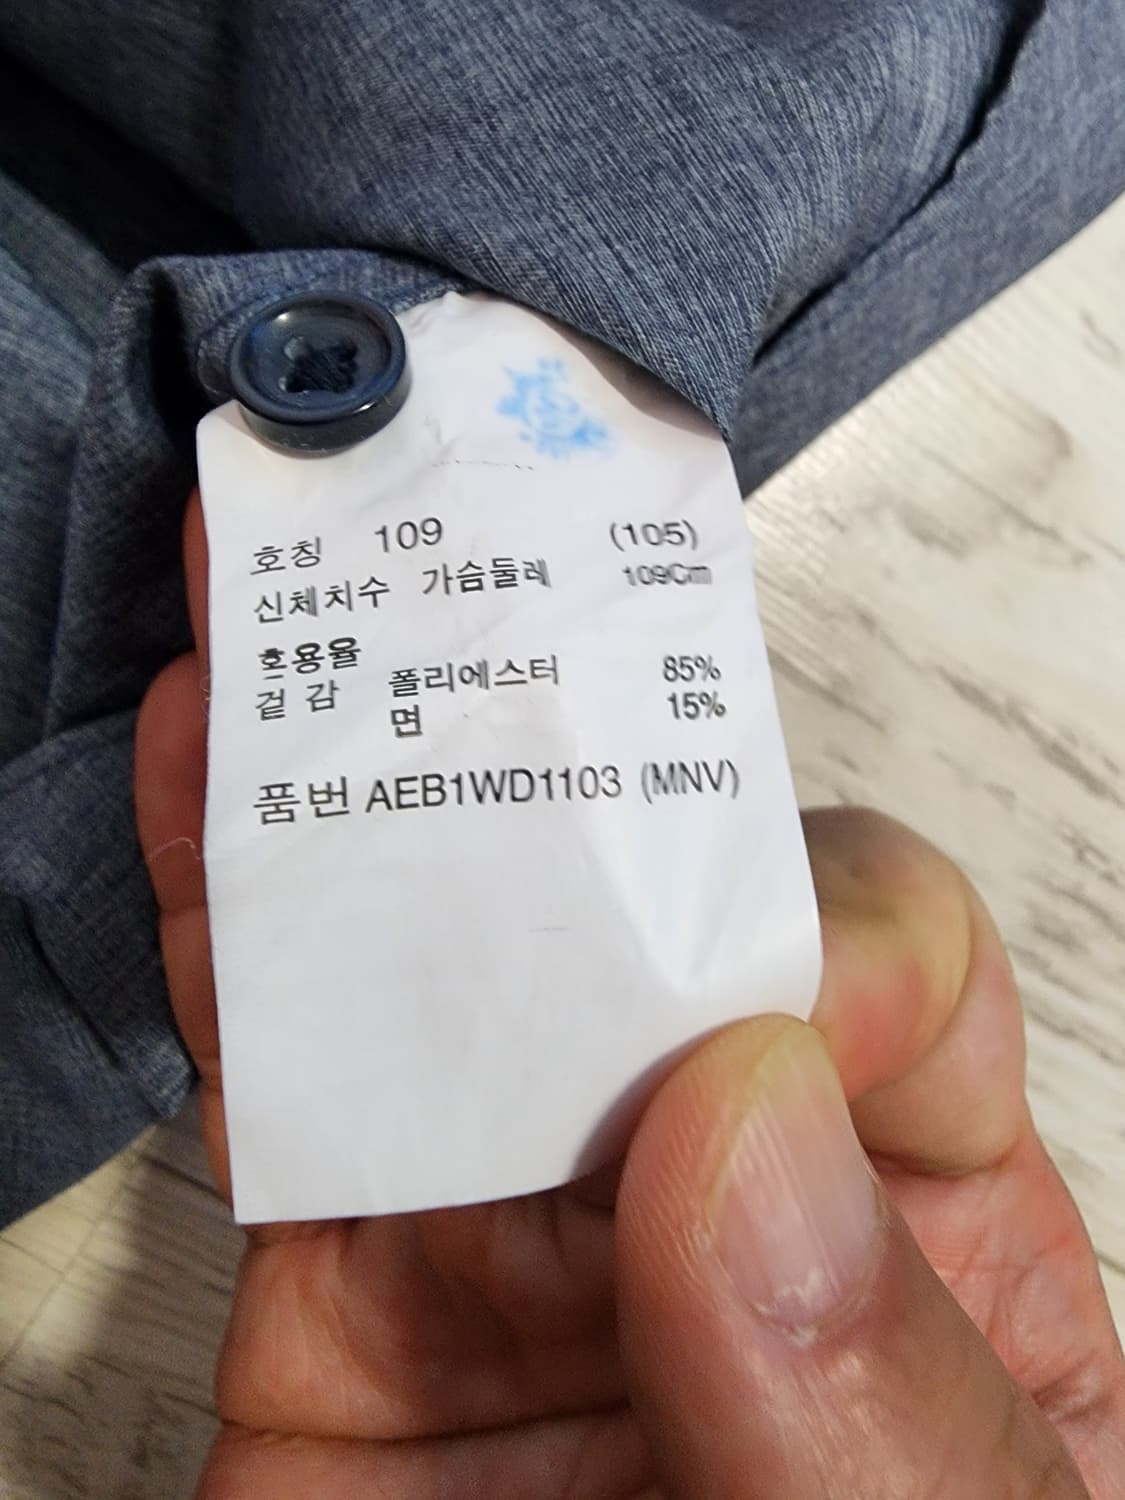 호칭 109 (105)
신체치수 가슴둘레 109Cm
혼용율
겉감 폴리에스터 85%
면 15%
품번 AEB1WD1103 (MNV)